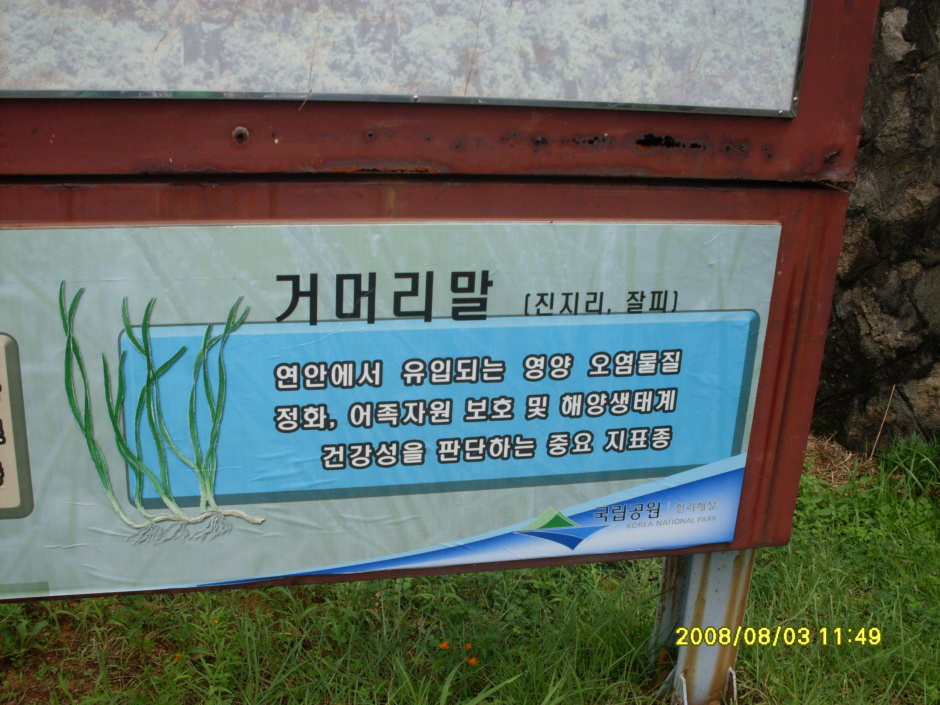 거머리말 (진지리, 잘피)
연안에서 유입되는 영양 오염물질
정화, 어족자원 보호 및 해양생태계
건강성을 판단하는 중요 지표종
국립공원 한려해상
KOREA NATIONAL PARK
2008/08/03 11:49